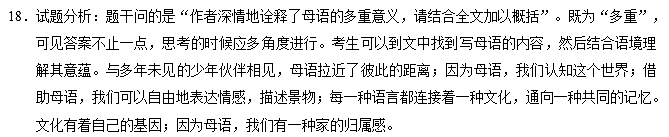 18．试题分析：题干问的是“作者深情地诠释了母语的多重意义，请结合全文加以概括”。既为“多重”，
可见答案不止一点，思考的时候应多角度进行。考生可以到文中找到写母语的内容，然后结合语境理
解其意蕴。与多年未见的少年伙伴相见，母语拉近了彼此的距离；因为母语，我们认知这个世界；借
助母语，我们可以自由地表达情感，描述景物；每一种语言都连接着一种文化，通向一种共同的记忆。
文化有着自己的基因；因为母语，我们有一种家的归属感。